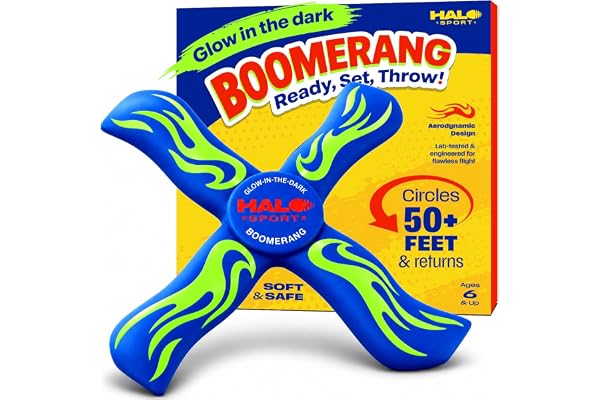 Glow in the dark
HALO
SPORT
BOOMERANG
Ready, Set, Throw!
Aerodynamic
Design
Lab-tested &
engineered for
flawless flight
Circles
50+
FEET
& returns
Ages
6
& Up
GLOW-IN-THE-DARK
HALO
SPORT
BOOMERANG
SOFT
& SAFE